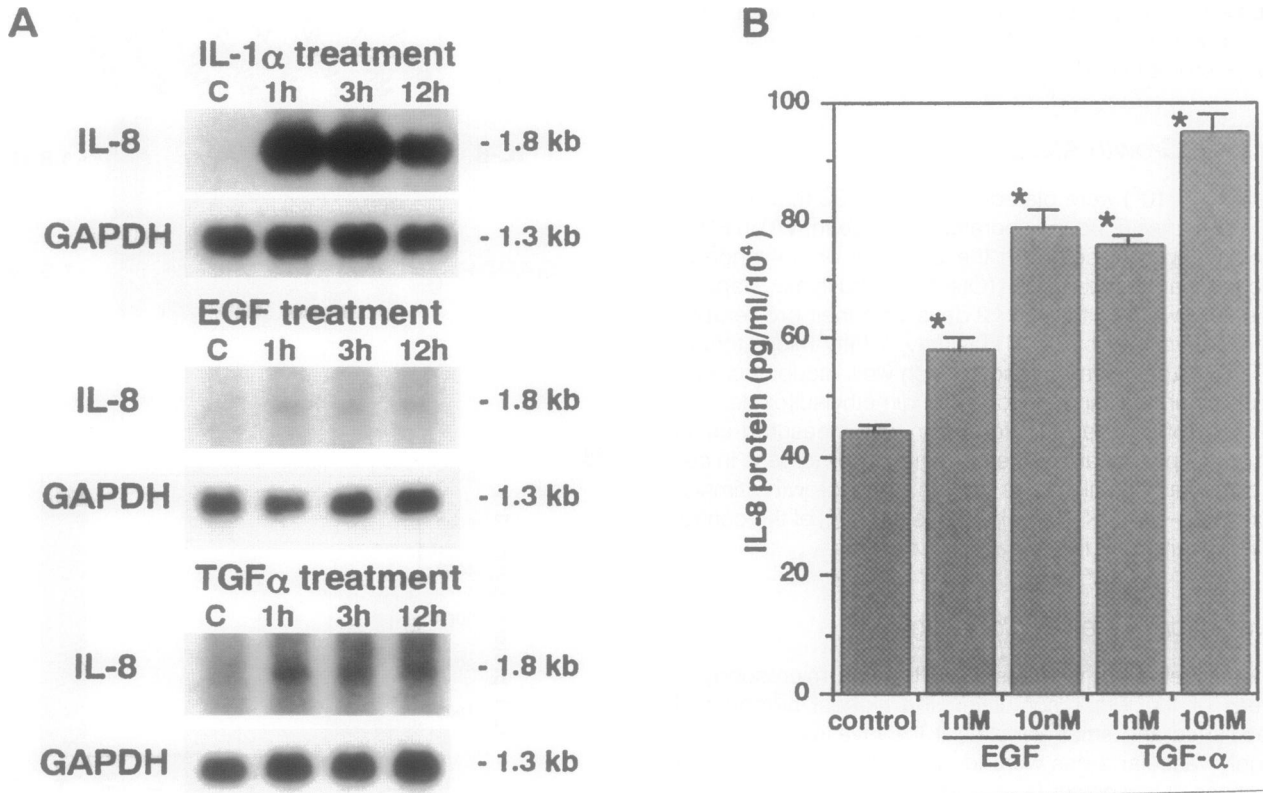 A
IL-1α treatment
C 1h 3h 12h
IL-8 - 1.8 kb
GAPDH - 1.3 kb
EGF treatment
C 1h 3h 12h
IL-8 - 1.8 kb
GAPDH - 1.3 kb
TGFα treatment
C 1h 3h 12h
IL-8 - 1.8 kb
GAPDH - 1.3 kb
B
IL-8 protein (pg/ml/10⁴)
100
80
60
40
20
0
* * * *
control 1nM 10nM 1nM 10nM
EGF TGF-α